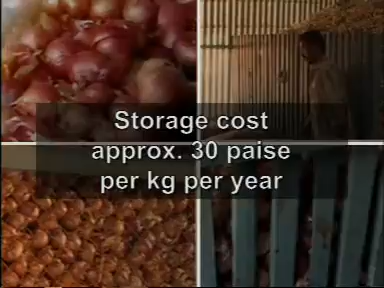 Storage cost
approx. 30 paise
per kg per year